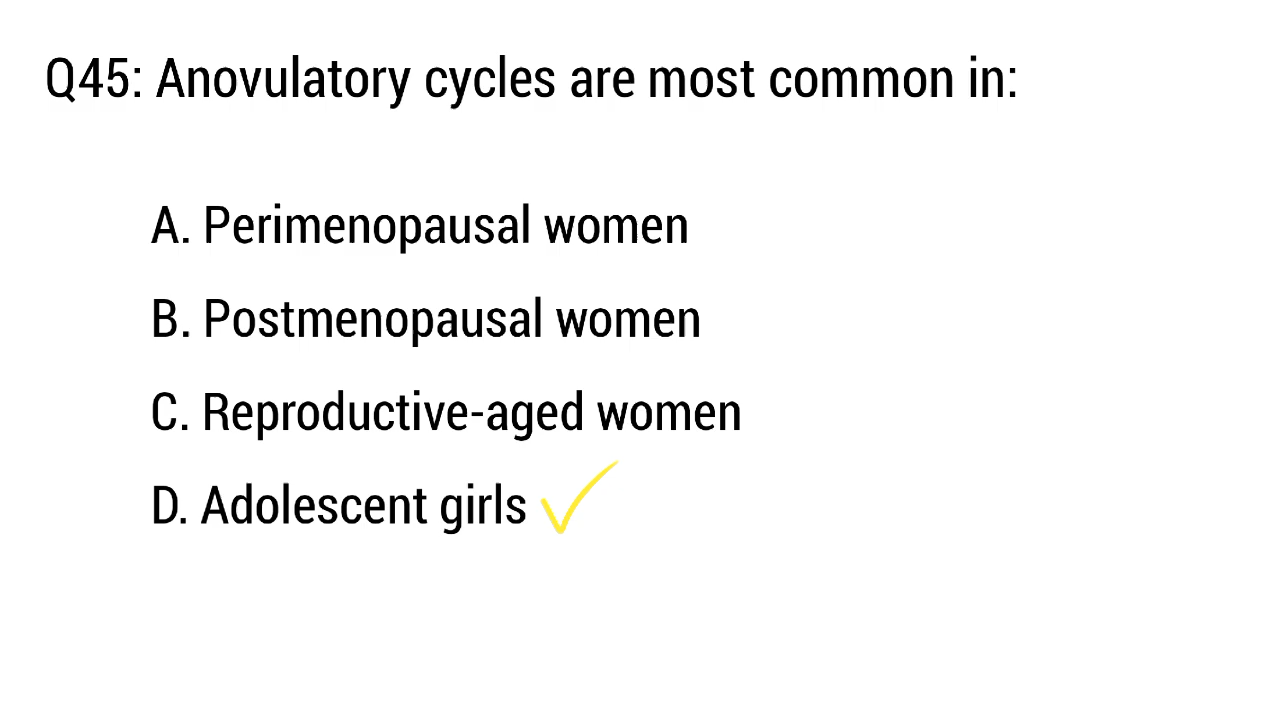 Q45: Anovulatory cycles are most common in:
A. Perimenopausal women
B. Postmenopausal women
C. Reproductive-aged women
D. Adolescent girls